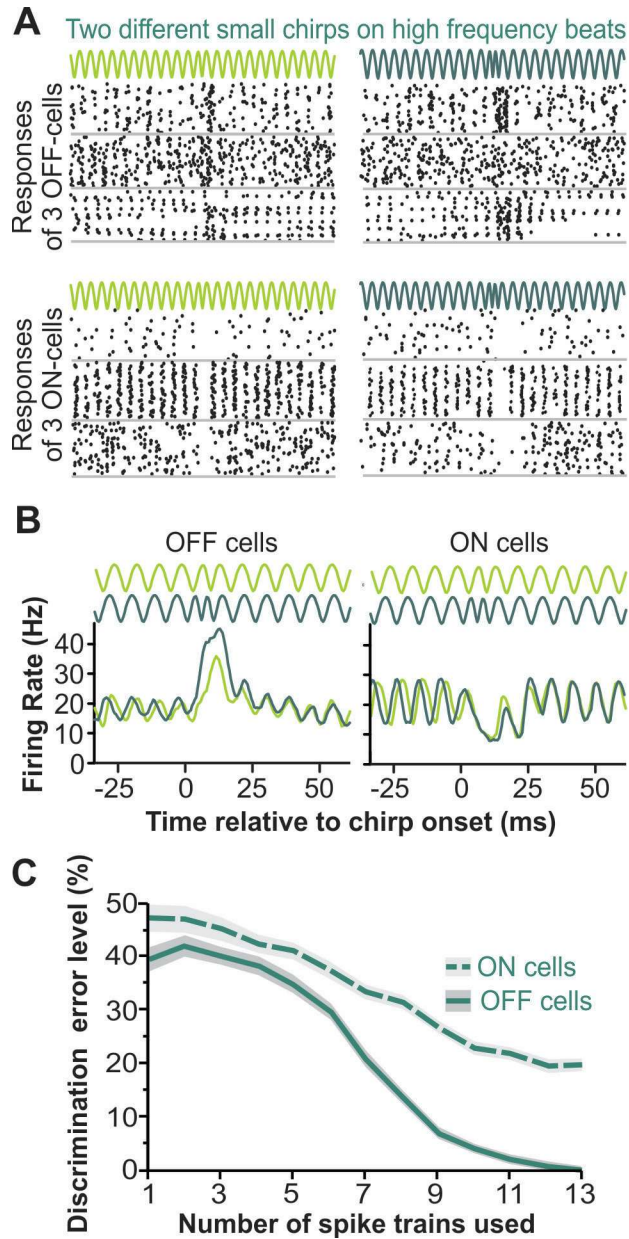 A
Two different small chirps on high frequency beats
Responses
of 3 OFF-cells
Responses
of 3 ON-cells
B
OFF cells
ON cells
Firing Rate (Hz)
40
30
20
10
0
-25
0
25
50
-25
0
25
50
Time relative to chirp onset (ms)
C
Discrimination error level (%)
50
40
30
20
10
0
ON cells
OFF cells
1
3
5
7
9
11
13
Number of spike trains used